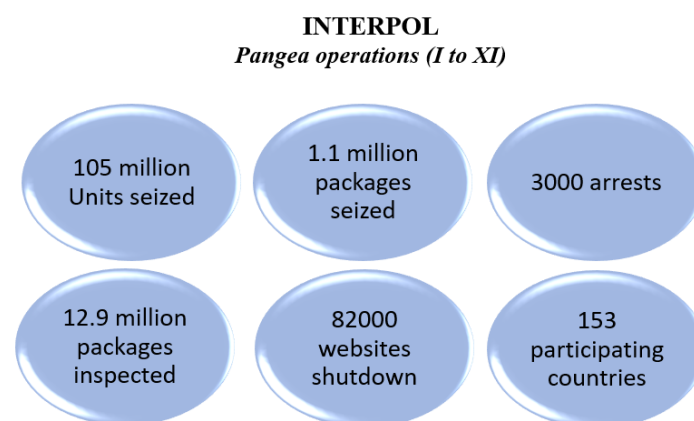 INTERPOL
Pangea operations (I to XI)
105 million
Units seized
1.1 million
packages
seized
3000 arrests
12.9 million
packages
inspected
82000
websites
shutdown
153
participating
countries